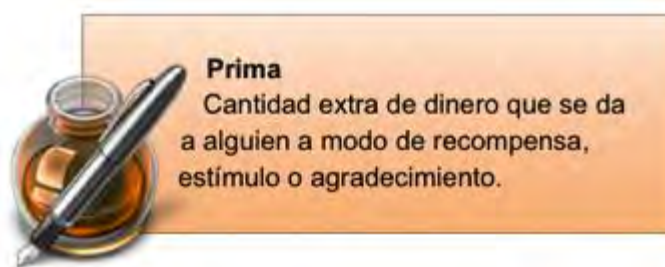 Prima
Cantidad extra de dinero que se da
a alguien a modo de recompensa,
estímulo o agradecimiento.